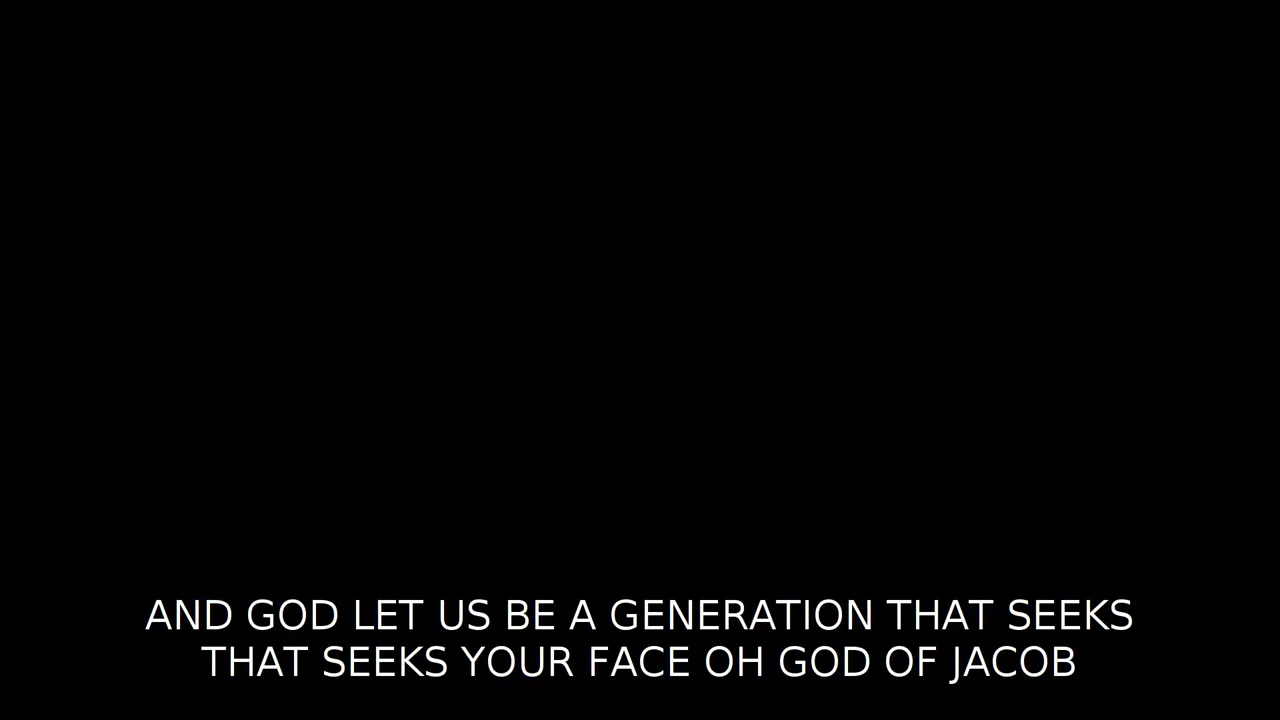 AND GOD LET US BE A GENERATION THAT SEEKS
THAT SEEKS YOUR FACE OH GOD OF JACOB